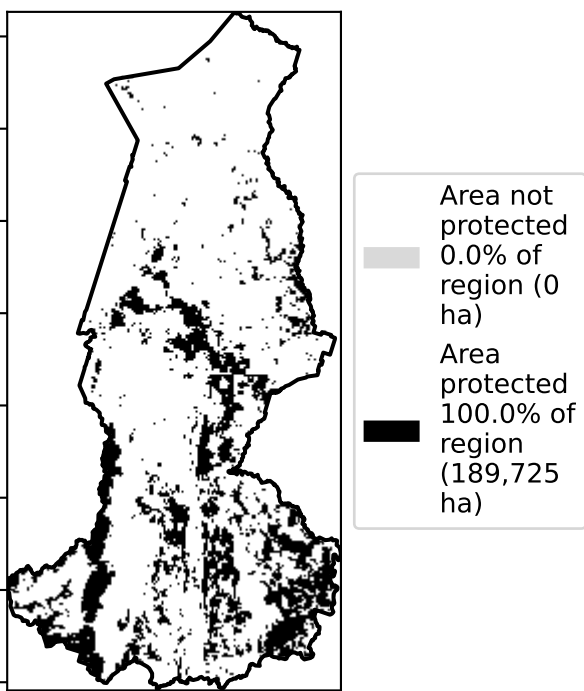 Area not
protected
0.0% of
region (0
ha)
Area
protected
100.0% of
region
(189,725
ha)